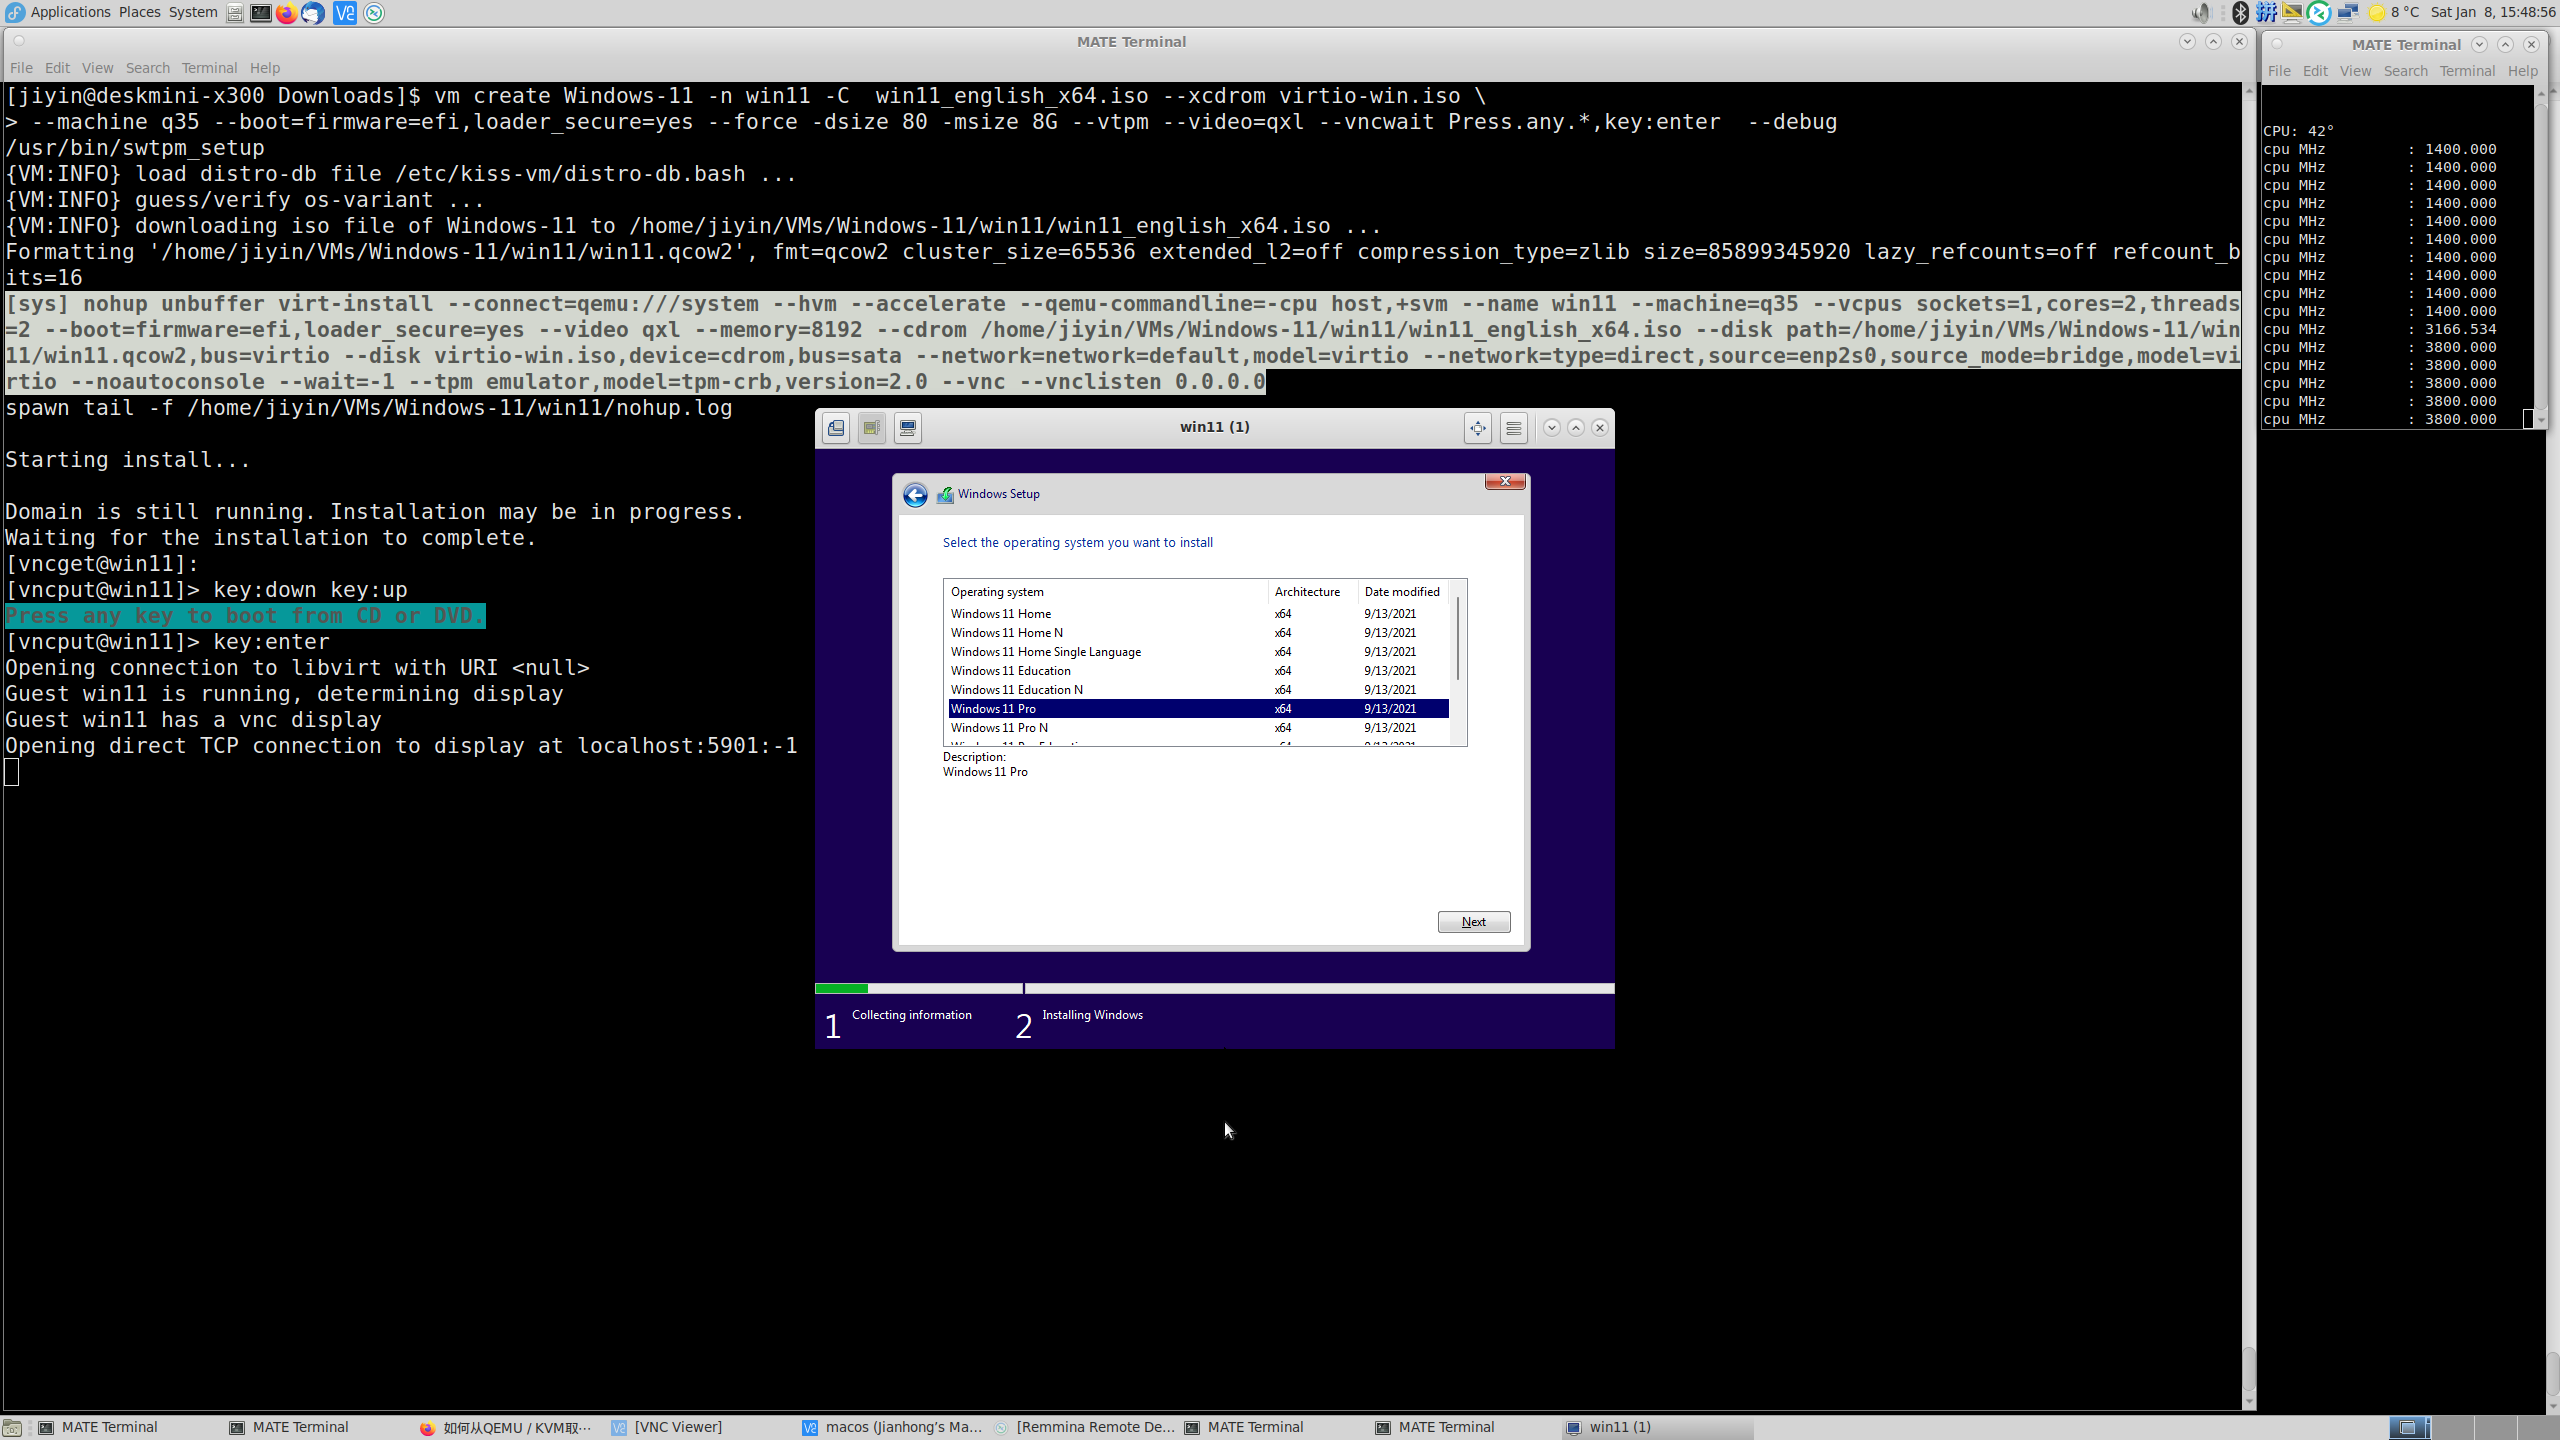 Applications Places System
8 °C Sat Jan 8, 15:48:56
MATE Terminal
File Edit View Search Terminal Help
[jiyin@deskmini-x300 Downloads]$ vm create Windows-11 -n win11 -C  win11_english_x64.iso --xcdrom virtio-win.iso \
> --machine q35 --boot=firmware=efi,loader_secure=yes --force -dsize 80 -msize 8G --vtpm --video=qxl --vncwait Press.any.*,key:enter  --debug
/usr/bin/swtpm_setup
{VM:INFO} load distro-db file /etc/kiss-vm/distro-db.bash ...
{VM:INFO} guess/verify os-variant ...
{VM:INFO} downloading iso file of Windows-11 to /home/jiyin/VMs/Windows-11/win11/win11_english_x64.iso ...
Formatting '/home/jiyin/VMs/Windows-11/win11/win11.qcow2', fmt=qcow2 cluster_size=65536 extended_l2=off compression_type=zlib size=85899345920 lazy_refcounts=off refcount_b
its=16
[sys] nohup unbuffer virt-install --connect=qemu:///system --hvm --accelerate --qemu-commandline=-cpu host,+svm --name win11 --machine=q35 --vcpus sockets=1,cores=2,threads
=2 --boot=firmware=efi,loader_secure=yes --video qxl --memory=8192 --cdrom /home/jiyin/VMs/Windows-11/win11/win11_english_x64.iso --disk path=/home/jiyin/VMs/Windows-11/win
11/win11.qcow2,bus=virtio --disk virtio-win.iso,device=cdrom,bus=sata --network=network=default,model=virtio --network=type=direct,source=enp2s0,source_mode=bridge,model=vi
rtio --noautoconsole --wait=-1 --tpm emulator,model=tpm-crb,version=2.0 --vnc --vnclisten 0.0.0.0
spawn tail -f /home/jiyin/VMs/Windows-11/win11/nohup.log
Starting install...
Domain is still running. Installation may be in progress.
Waiting for the installation to complete.
[vncget@win11]:
[vncput@win11]> key:down key:up
Press any key to boot from CD or DVD.
[vncput@win11]> key:enter
Opening connection to libvirt with URI <null>
Guest win11 is running, determining display
Guest win11 has a vnc display
Opening direct TCP connection to display at localhost:5901:-1
MATE Terminal
File Edit View Search Terminal Help
CPU: 42°
cpu MHz : 1400.000
cpu MHz : 1400.000
cpu MHz : 1400.000
cpu MHz : 1400.000
cpu MHz : 1400.000
cpu MHz : 1400.000
cpu MHz : 1400.000
cpu MHz : 1400.000
cpu MHz : 1400.000
cpu MHz : 1400.000
cpu MHz : 3166.534
cpu MHz : 3800.000
cpu MHz : 3800.000
cpu MHz : 3800.000
cpu MHz : 3800.000
cpu MHz : 3800.000
win11 (1)
Windows Setup
Select the operating system you want to install
Operating system Architecture Date modified
Windows 11 Home x64 9/13/2021
Windows 11 Home N x64 9/13/2021
Windows 11 Home Single Language x64 9/13/2021
Windows 11 Education x64 9/13/2021
Windows 11 Education N x64 9/13/2021
Windows 11 Pro x64 9/13/2021
Windows 11 Pro N x64 9/13/2021
Description:
Windows 11 Pro
Next
1 Collecting information 2 Installing Windows
MATE Terminal MATE Terminal 如何从QEMU / KVM取… [VNC Viewer] macos (Jianhong's Ma… [Remmina Remote De… MATE Terminal MATE Terminal win11 (1)